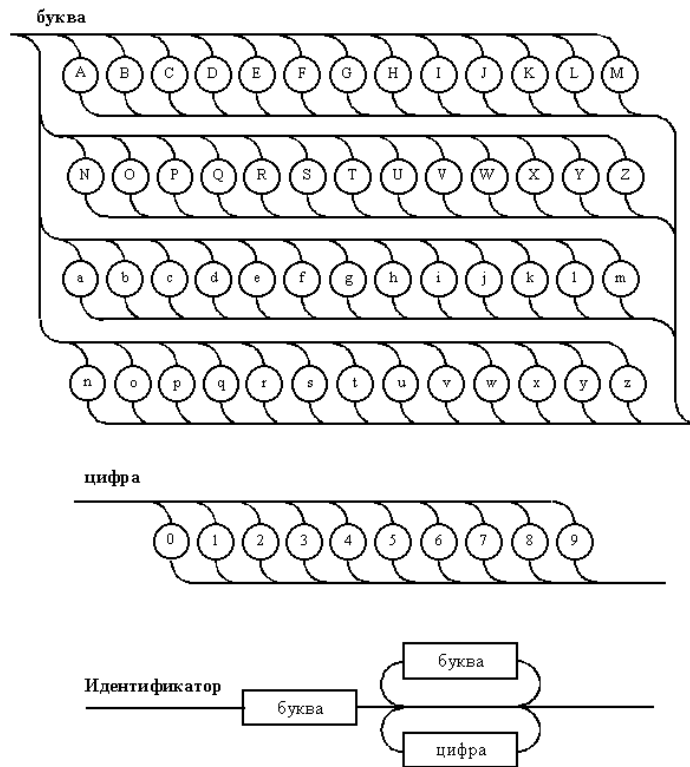 буква
A B C D E F G H I J K L M
N O P Q R S T U V W X Y Z
a b c d e f g h i j k l m
n o p q r s t u v w x y z
цифра
0 1 2 3 4 5 6 7 8 9
буква
Идентификатор
буква
цифра